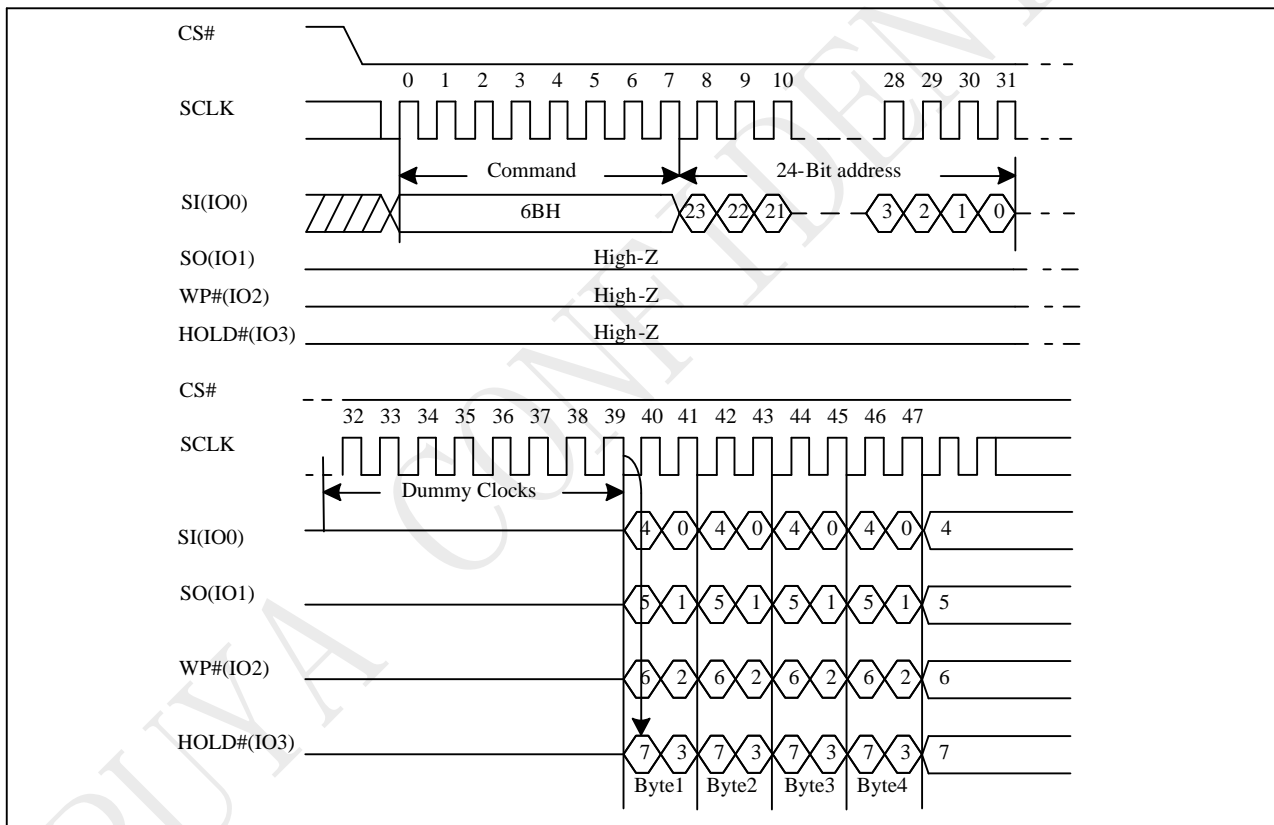 CS#
0 1 2 3 4 5 6 7 8 9 10 28 29 30 31
SCLK
Command 24-Bit address
SI(IO0) 6BH 23 22 21 3 2 1 0
SO(IO1) High-Z
WP#(IO2) High-Z
HOLD#(IO3) High-Z
CS#
32 33 34 35 36 37 38 39 40 41 42 43 44 45 46 47
SCLK
Dummy Clocks
SI(IO0) 4 0 4 0 4 0 4 0 4
SO(IO1) 5 1 5 1 5 1 5 1 5
WP#(IO2) 6 2 6 2 6 2 6 2 6
HOLD#(IO3) 7 3 7 3 7 3 7 3 7
Byte1 Byte2 Byte3 Byte4
PUYA CONFIDENT